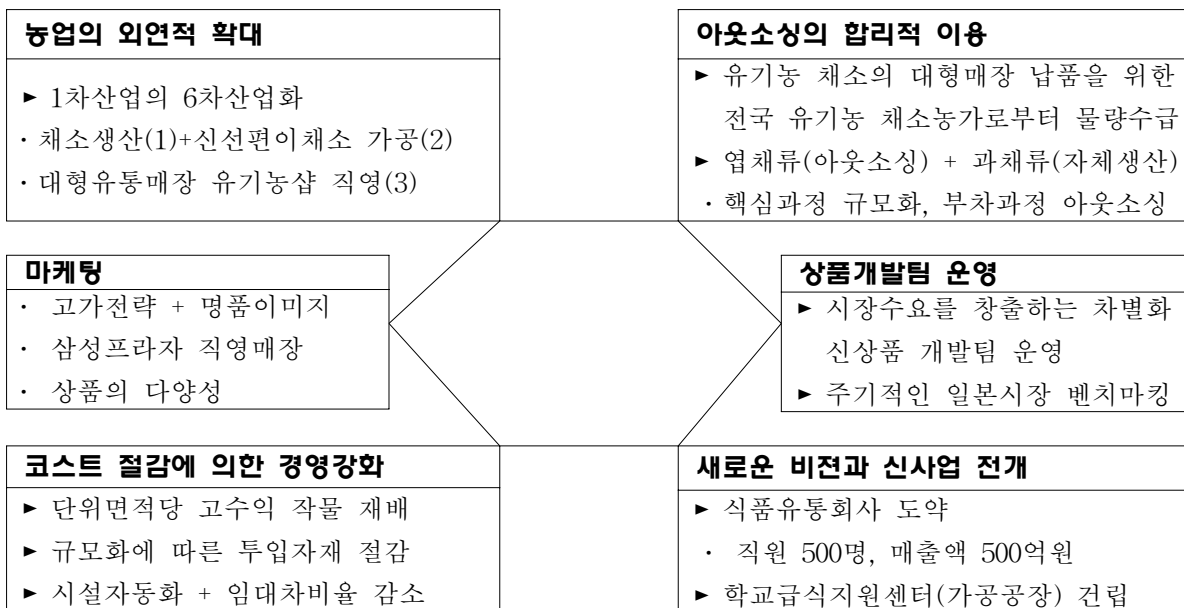 농업의 외연적 확대
► 1차산업의 6차산업화
· 채소생산(1)+신선편이채소 가공(2)
· 대형유통매장 유기농샵 직영(3)
아웃소싱의 합리적 이용
► 유기농 채소의 대형매장 납품을 위한
전국 유기농 채소농가로부터 물량수급
► 엽채류(아웃소싱) + 과채류(자체생산)
· 핵심과정 규모화, 부차과정 아웃소싱
마케팅
· 고가전략 + 명품이미지
· 삼성프라자 직영매장
· 상품의 다양성
상품개발팀 운영
► 시장수요를 창출하는 차별화
신상품 개발팀 운영
► 주기적인 일본시장 벤치마킹
코스트 절감에 의한 경영강화
► 단위면적당 고수익 작물 재배
► 규모화에 따른 투입자재 절감
► 시설자동화 + 임대차비율 감소
새로운 비젼과 신사업 전개
► 식품유통회사 도약
· 직원 500명, 매출액 500억원
► 학교급식지원센터(가공공장) 건립